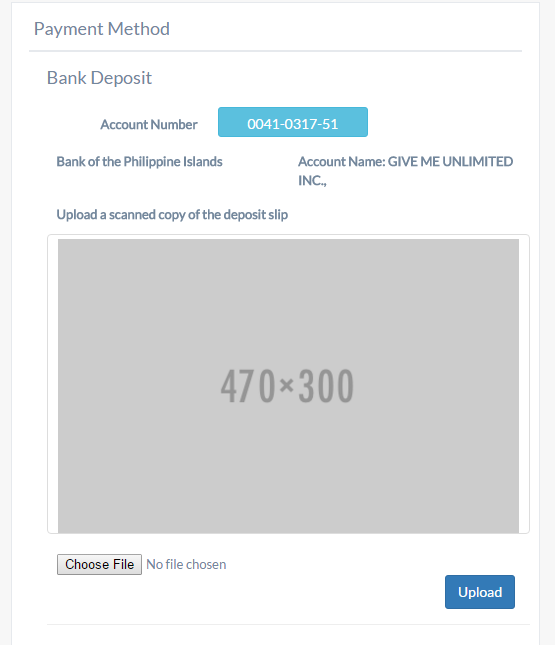 Payment Method
Bank Deposit
Account Number
0041-0317-51
Bank of the Philippine Islands
Account Name: GIVE ME UNLIMITED
INC.,
Upload a scanned copy of the deposit slip
470×300
Choose File No file chosen
Upload